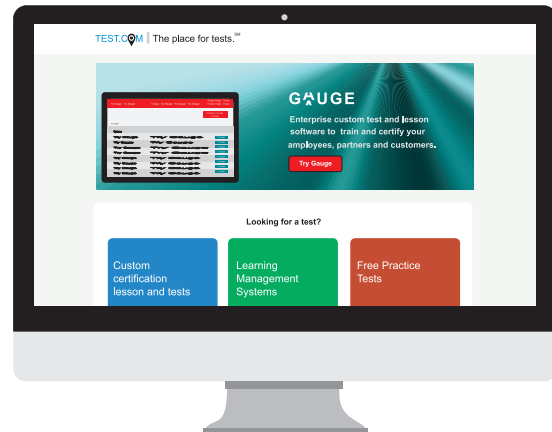 TEST.COM | The place for tests.℠
GAUGE
Enterprise custom test and lesson
software to train and certify your
amployees, partners and customers.
Try Gauge
Looking for a test?
Custom
certification
lesson and tests
Learning
Management
Systems
Free Practice
Tests